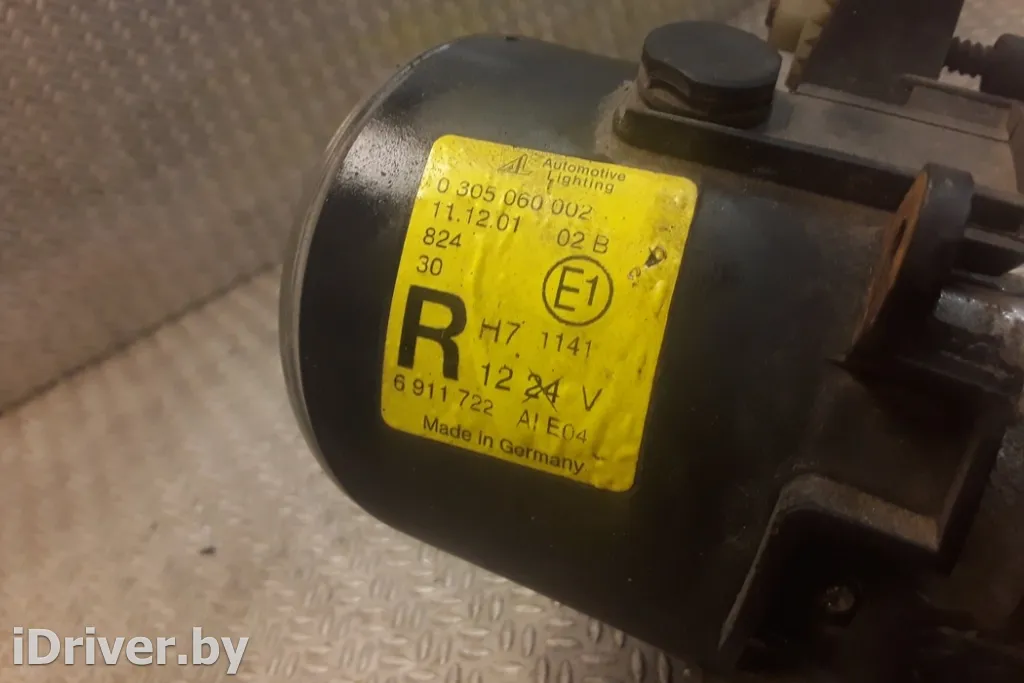 Automotive
Lighting
0 305 060 002
11.12.01 02 B
824
30
E1
R H7 1141
12 24 V
6 911 722 AI E04
Made in Germany
iDriver.by